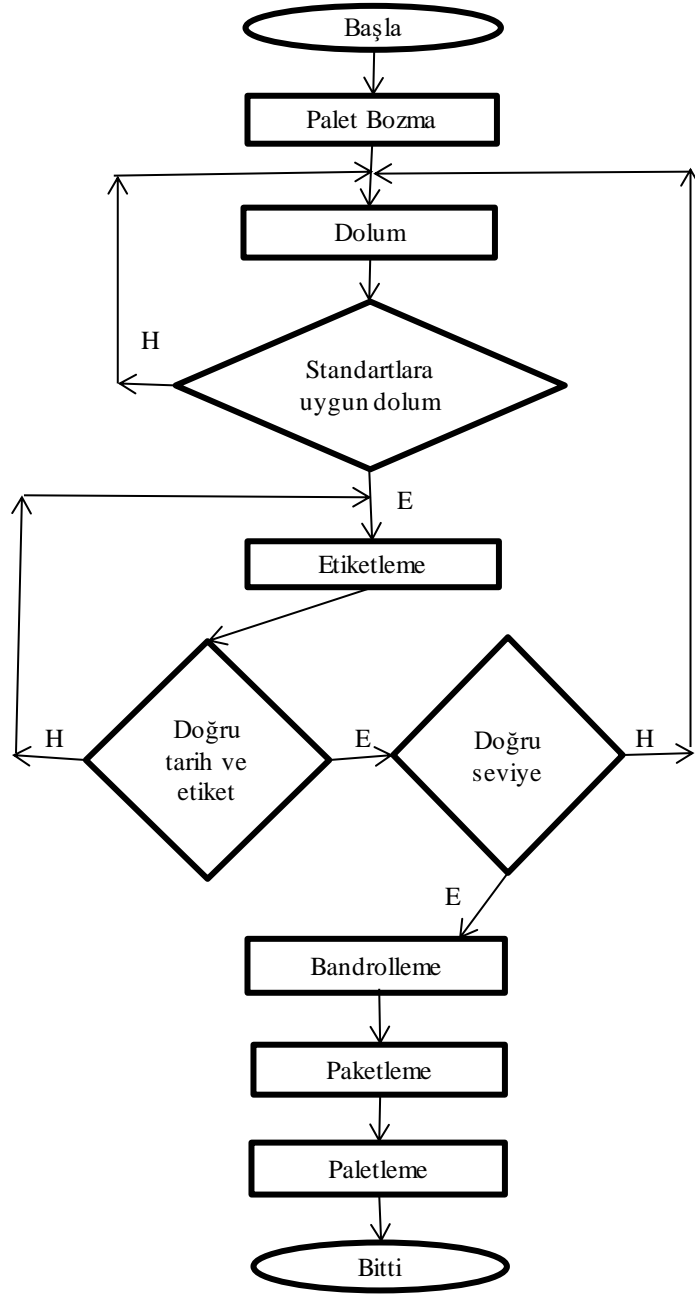 Başla
Palet Bozma
Dolum
H
Standartlara
uygun dolum
E
Etiketleme
H
Doğru
tarih ve
etiket
E
Doğru
seviye
H
E
Bandrolleme
Paketleme
Paletleme
Bitti